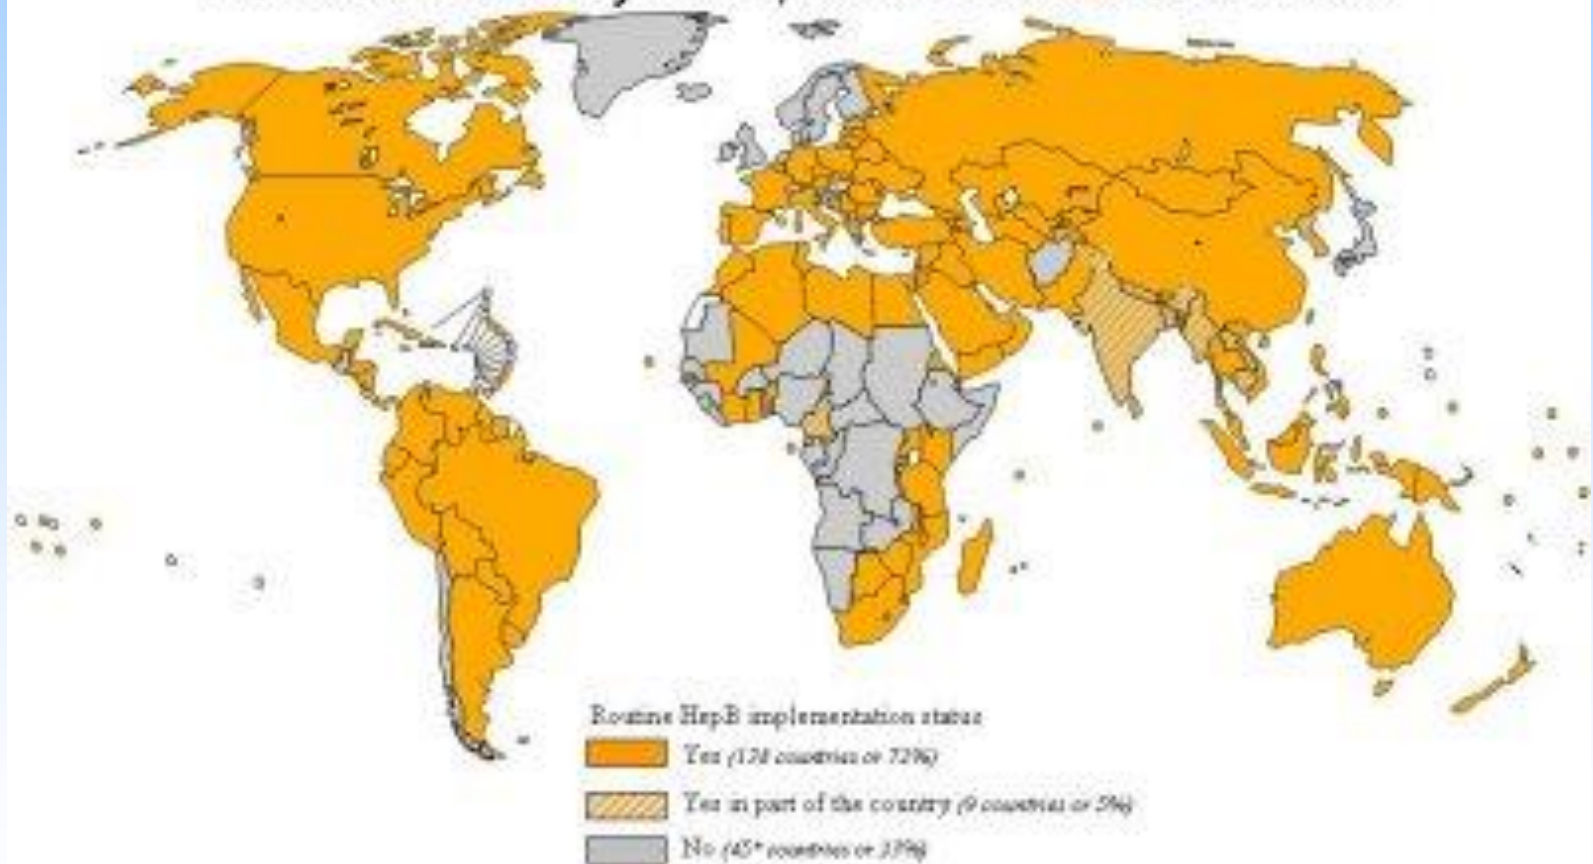 Routine HepB implementation status
Yes (138 countries or 72%)
Yes in part of the country (9 countries or 5%)
No (45* countries or 23%)